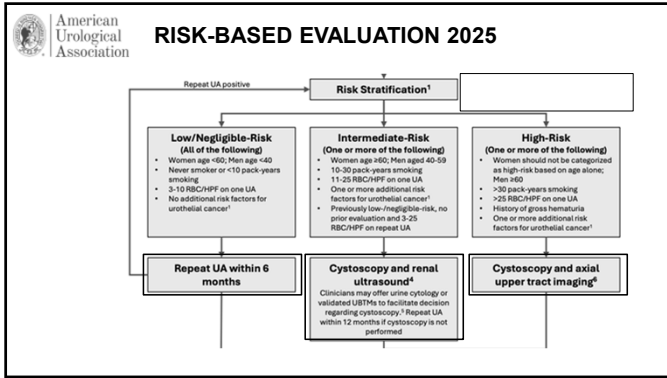 American
Urological
Association
RISK-BASED EVALUATION 2025
Repeat UA positive
Risk Stratification¹
Low/Negligible-Risk
(All of the following)
• Women age <60; Men age <40
• Never smoker or <10 pack-years
smoking
• 3-10 RBC/HPF on one UA
• No additional risk factors for
urothelial cancer¹
Intermediate-Risk
(One or more of the following)
• Women age ≥60; Men aged 40-59
• 10-30 pack-years smoking
• 11-25 RBC/HPF on one UA
• One or more additional risk
factors for urothelial cancer¹
• Previously low-/negligible-risk, no
prior evaluation and 3-25
RBC/HPF on repeat UA
High-Risk
(One or more of the following)
• Women should not be categorized
as high-risk based on age alone;
Men ≥60
• >30 pack-years smoking
• >25 RBC/HPF on one UA
• History of gross hematuria
• One or more additional risk
factors for urothelial cancer¹
Repeat UA within 6
months
Cystoscopy and renal
ultrasound⁴
Clinicians may offer urine cytology or
validated UBTMs to facilitate decision
regarding cystoscopy.⁵ Repeat UA
within 12 months if cystoscopy is not
performed
Cystoscopy and axial
upper tract imaging⁶